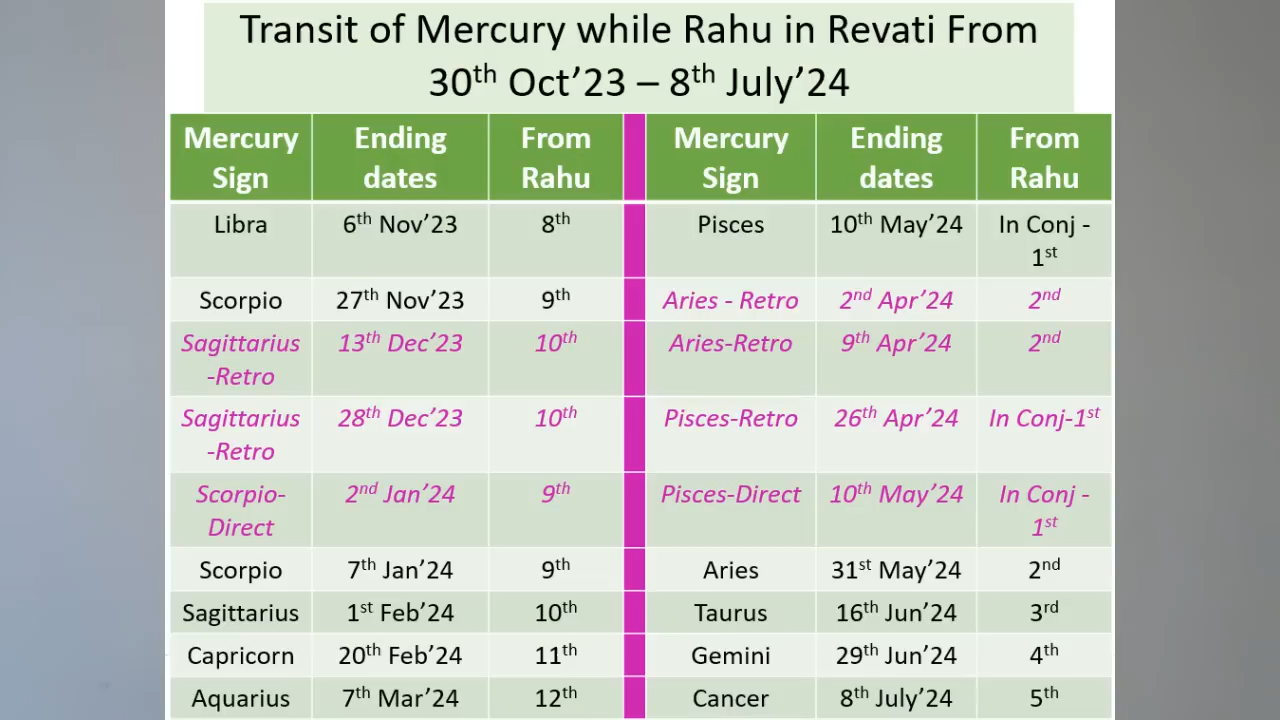 Transit of Mercury while Rahu in Revati From
30th Oct’23 – 8th July’24
Mercury Sign Ending dates From Rahu Mercury Sign Ending dates From Rahu
Libra 6th Nov’23 8th Pisces 10th May’24 In Conj - 1st
Scorpio 27th Nov’23 9th Aries - Retro 2nd Apr’24 2nd
Sagittarius -Retro 13th Dec’23 10th Aries-Retro 9th Apr’24 2nd
Sagittarius -Retro 28th Dec’23 10th Pisces-Retro 26th Apr’24 In Conj-1st
Scorpio- Direct 2nd Jan’24 9th Pisces-Direct 10th May’24 In Conj - 1st
Scorpio 7th Jan’24 9th Aries 31st May’24 2nd
Sagittarius 1st Feb’24 10th Taurus 16th Jun’24 3rd
Capricorn 20th Feb’24 11th Gemini 29th Jun’24 4th
Aquarius 7th Mar’24 12th Cancer 8th July’24 5th